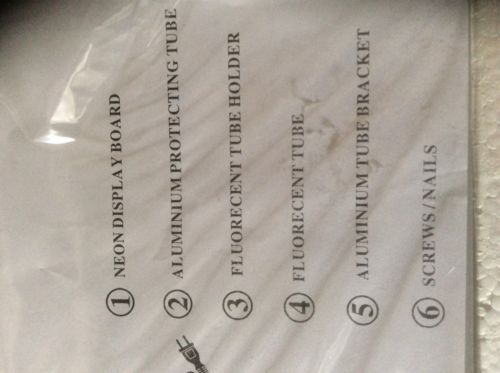 ① NEON DISPLAY BOARD
② ALUMINIUM PROTECTING TUBE
③ FLUORECENT TUBE HOLDER
④ FLUORECENT TUBE
⑤ ALUMINIUM TUBE BRACKET
⑥ SCREWS/NAILS